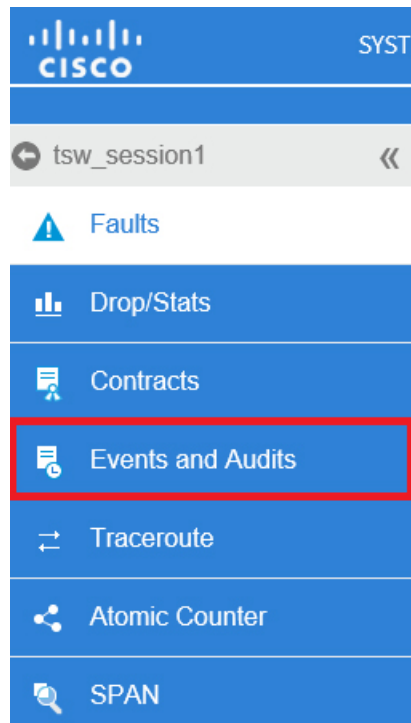 CISCO
SYST
tsw_session1
Faults
Drop/Stats
Contracts
Events and Audits
Traceroute
Atomic Counter
SPAN